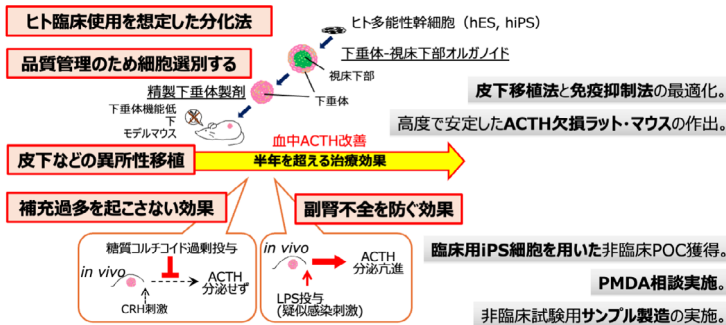 ヒト臨床使用を想定した分化法
ヒト多能性幹細胞（hES, hiPS）
下垂体-視床下部オルガノイド
品質管理のため細胞選別する
視床下部
精製下垂体製剤
下垂体
下垂体機能低
下
モデルマウス
皮下移植法と免疫抑制法の最適化。
高度で安定したACTH欠損ラット・マウスの作出。
血中ACTH改善
皮下などの異所性移植
半年を超える治療効果
補充過多を起こさない効果
副腎不全を防ぐ効果
糖質コルチコイド過剰投与
in vivo
ACTH
分泌せず
CRH刺激
in vivo
ACTH
分泌亢進
LPS投与
(疑似感染刺激)
臨床用iPS細胞を用いた非臨床POC獲得。
PMDA相談実施。
非臨床試験用サンプル製造の実施。